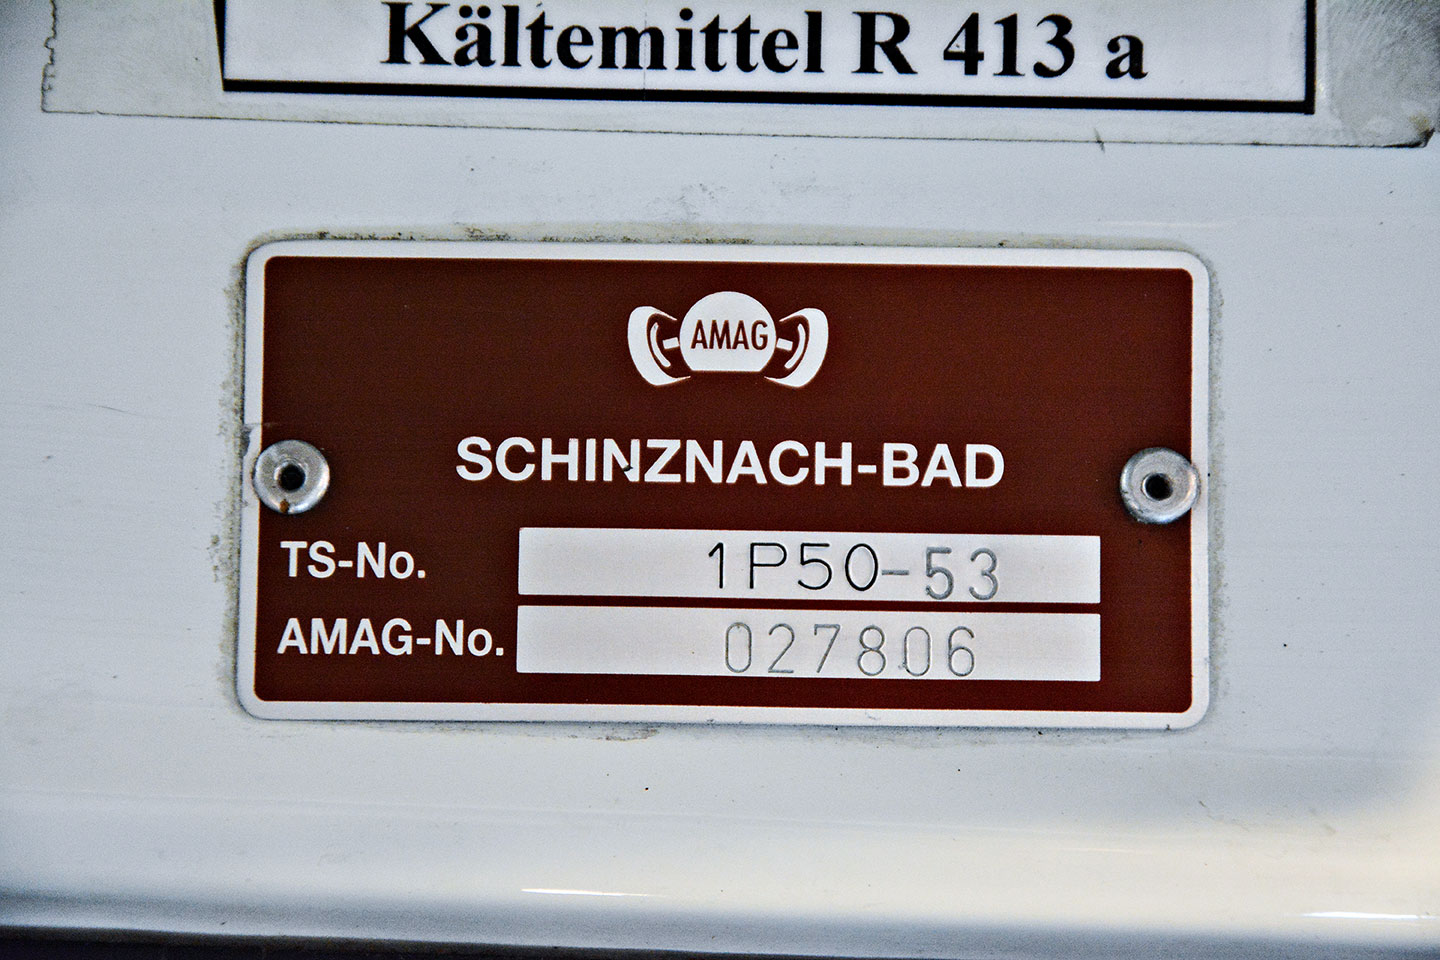 Kältemittel R 413 a
AMAG
SCHINZNACH-BAD
TS-No. 1P50-53
AMAG-No. 027806